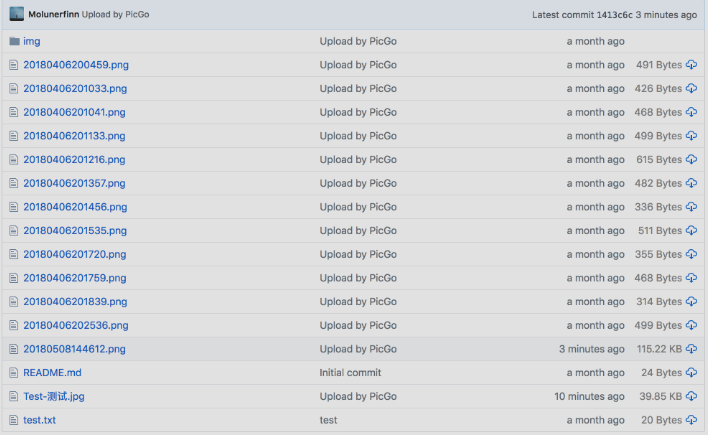 Molunerfinn Upload by PicGo Latest commit 1413c6c 3 minutes ago
img Upload by PicGo a month ago
20180406200459.png Upload by PicGo a month ago 491 Bytes
20180406201033.png Upload by PicGo a month ago 426 Bytes
20180406201041.png Upload by PicGo a month ago 468 Bytes
20180406201133.png Upload by PicGo a month ago 499 Bytes
20180406201216.png Upload by PicGo a month ago 615 Bytes
20180406201357.png Upload by PicGo a month ago 482 Bytes
20180406201456.png Upload by PicGo a month ago 336 Bytes
20180406201535.png Upload by PicGo a month ago 511 Bytes
20180406201720.png Upload by PicGo a month ago 355 Bytes
20180406201759.png Upload by PicGo a month ago 468 Bytes
20180406201839.png Upload by PicGo a month ago 314 Bytes
20180406202536.png Upload by PicGo a month ago 499 Bytes
20180508144612.png Upload by PicGo 3 minutes ago 115.22 KB
README.md Initial commit a month ago 24 Bytes
Test-测试.jpg Upload by PicGo 10 minutes ago 39.85 KB
test.txt test a month ago 20 Bytes